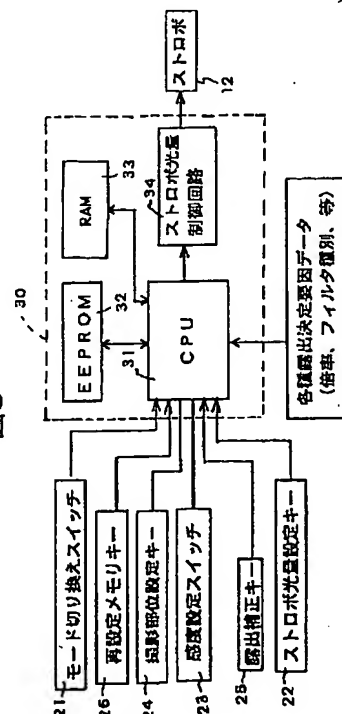 30
ストロボ
12
RAM
33
34
ストロボ光量
制御回路
EEPROM
32
31
CPU
各種露出決定要因データ
(倍率、フィルタ種別、等)
21
モード切り換えスイッチ
26
再設定メモリキー
24
撮影部位設定キー
23
感度設定スイッチ
25
露出補正キー
22
ストロボ光量設定キー